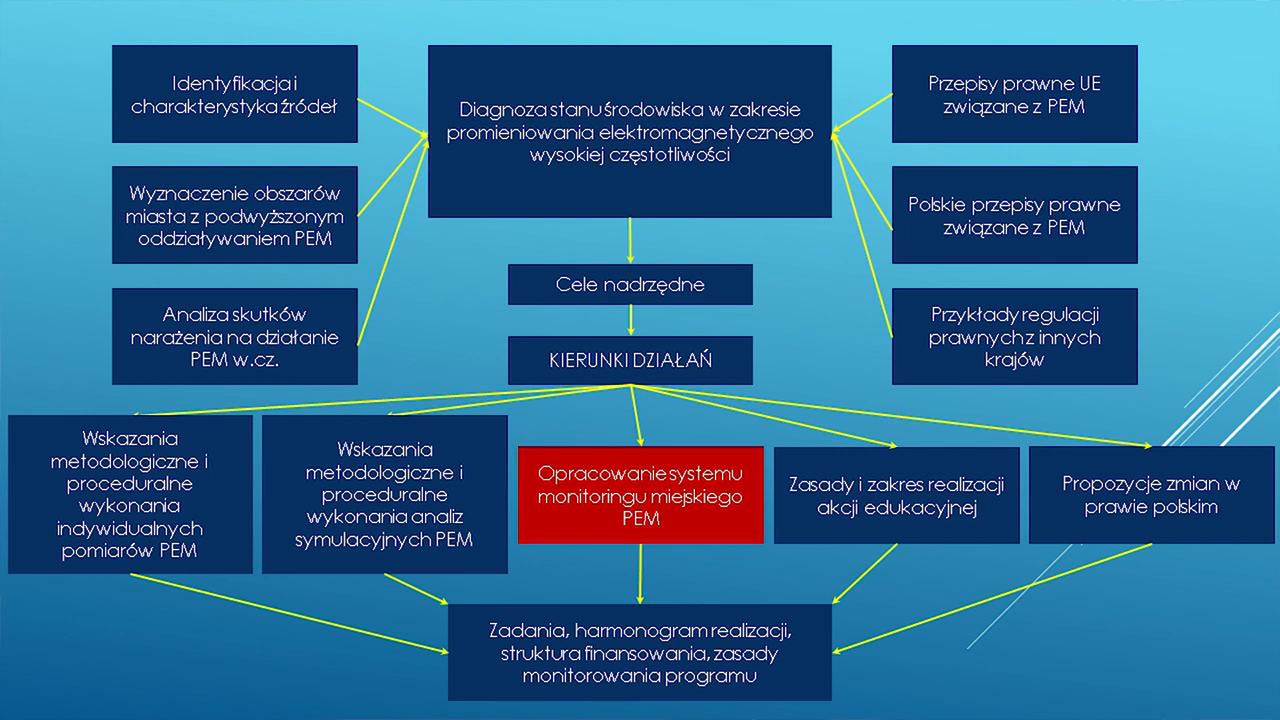 Identyfikacja i
charakterystyka źródeł
Diagnoza stanu środowiska w zakresie
promieniowania elektromagnetycznego
wysokiej częstotliwości
Przepisy prawne UE
związane z PEM
Wyznaczenie obszarów
miasta z podwyższonym
oddziaływaniem PEM
Polskie przepisy prawne
związane z PEM
Analiza skutków
narażenia na działanie
PEM w.cz.
Cele nadrzędne
KIERUNKI DZIAŁAŃ
Przykłady regulacji
prawnych z innych
krajów
Wskazania
metodologiczne i
proceduralne
wykonania
indywidualnych
pomiarów PEM
Wskazania
metodologiczne i
proceduralne
wykonania analiz
symulacyjnych PEM
Opracowanie systemu
monitoringu miejskiego
PEM
Zasady i zakres realizacji
akcji edukacyjnej
Propozycje zmian w
prawie polskim
Zadania, harmonogram realizacji,
struktura finansowania, zasady
monitorowania programu